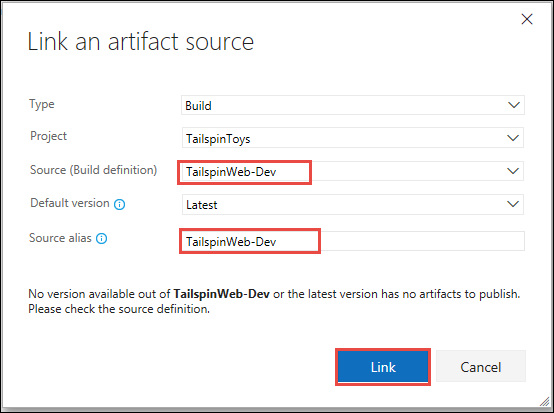 Link an artifact source
Type
Build
Project
TailspinToys
Source (Build definition)
TailspinWeb-Dev
Default version
Latest
Source alias
TailspinWeb-Dev
No version available out of TailspinWeb-Dev or the latest version has no artifacts to publish.
Please check the source definition.
Link
Cancel